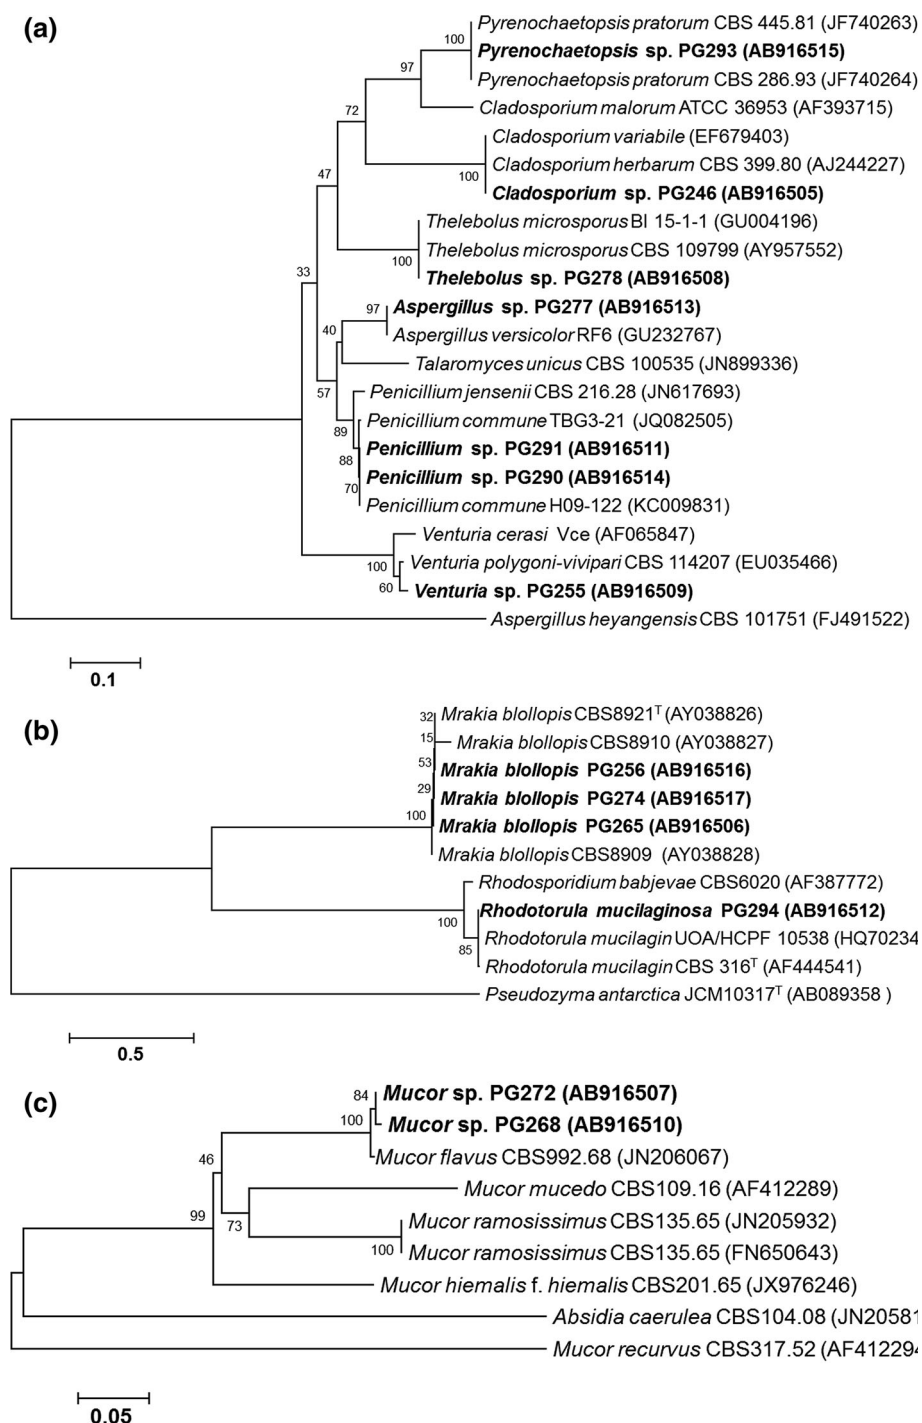 (a)
Pyrenochaetopsis pratorum CBS 445.81 (JF740263)
100
Pyrenochaetopsis sp. PG293 (AB916515)
97
Pyrenochaetopsis pratorum CBS 286.93 (JF740264)
Cladosporium malorum ATCC 36953 (AF393715)
72
Cladosporium variabile (EF679403)
Cladosporium herbarum CBS 399.80 (AJ244227)
100
47
Cladosporium sp. PG246 (AB916505)
Thelebolus microsporus BI 15-1-1 (GU004196)
Thelebolus microsporus CBS 109799 (AY957552)
100
33
Thelebolus sp. PG278 (AB916508)
97
Aspergillus sp. PG277 (AB916513)
40
Aspergillus versicolor RF6 (GU232767)
Talaromyces unicus CBS 100535 (JN899336)
57
Penicillium jensenii CBS 216.28 (JN617693)
Penicillium commune TBG3-21 (JQ082505)
89
Penicillium sp. PG291 (AB916511)
88
Penicillium sp. PG290 (AB916514)
70
Penicillium commune H09-122 (KC009831)
Venturia cerasi Vce (AF065847)
100
Venturia polygoni-vivipari CBS 114207 (EU035466)
60
Venturia sp. PG255 (AB916509)
Aspergillus heyangensis CBS 101751 (FJ491522)
0.1
(b)
32
Mrakia blollopis CBS8921T (AY038826)
15
Mrakia blollopis CBS8910 (AY038827)
53
Mrakia blollopis PG256 (AB916516)
29
Mrakia blollopis PG274 (AB916517)
100
Mrakia blollopis PG265 (AB916506)
Mrakia blollopis CBS8909 (AY038828)
Rhodosporidium babjevae CBS6020 (AF387772)
100
Rhodotorula mucilaginosa PG294 (AB916512)
85
Rhodotorula mucilagin UOA/HCPF 10538 (HQ70234
Rhodotorula mucilagin CBS 316T (AF444541)
Pseudozyma antarctica JCM10317T (AB089358 )
0.5
(c)
84
Mucor sp. PG272 (AB916507)
100
Mucor sp. PG268 (AB916510)
46
Mucor flavus CBS992.68 (JN206067)
Mucor mucedo CBS109.16 (AF412289)
99
73
Mucor ramosissimus CBS135.65 (JN205932)
100
Mucor ramosissimus CBS135.65 (FN650643)
Mucor hiemalis f. hiemalis CBS201.65 (JX976246)
Absidia caerulea CBS104.08 (JN20581
Mucor recurvus CBS317.52 (AF412294
0.05